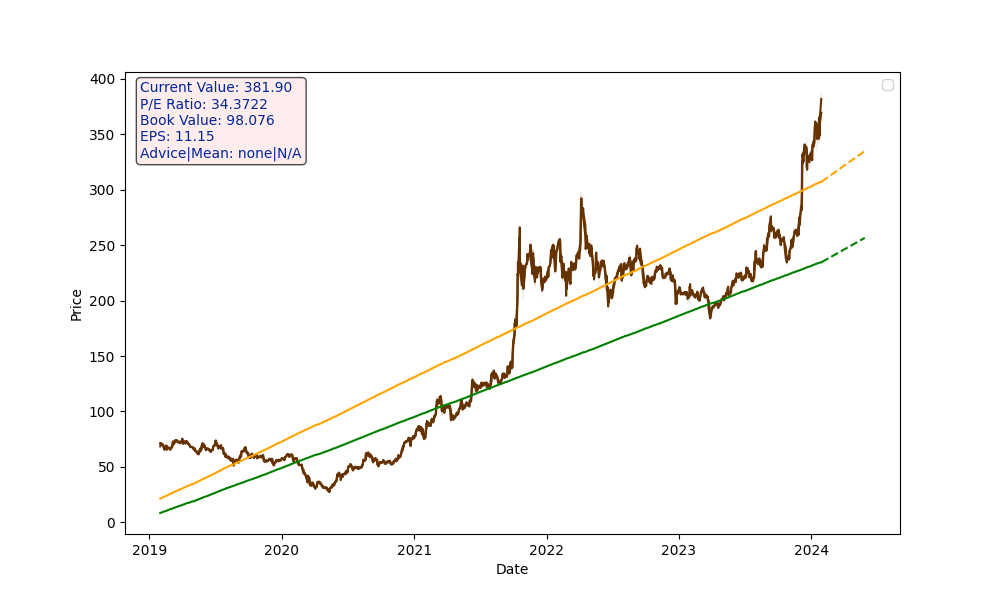 Current Value: 381.90
P/E Ratio: 34.3722
Book Value: 98.076
EPS: 11.15
Advice|Mean: none|N/A
Price
400
350
300
250
200
150
100
50
0
2019 2020 2021 2022 2023 2024
Date